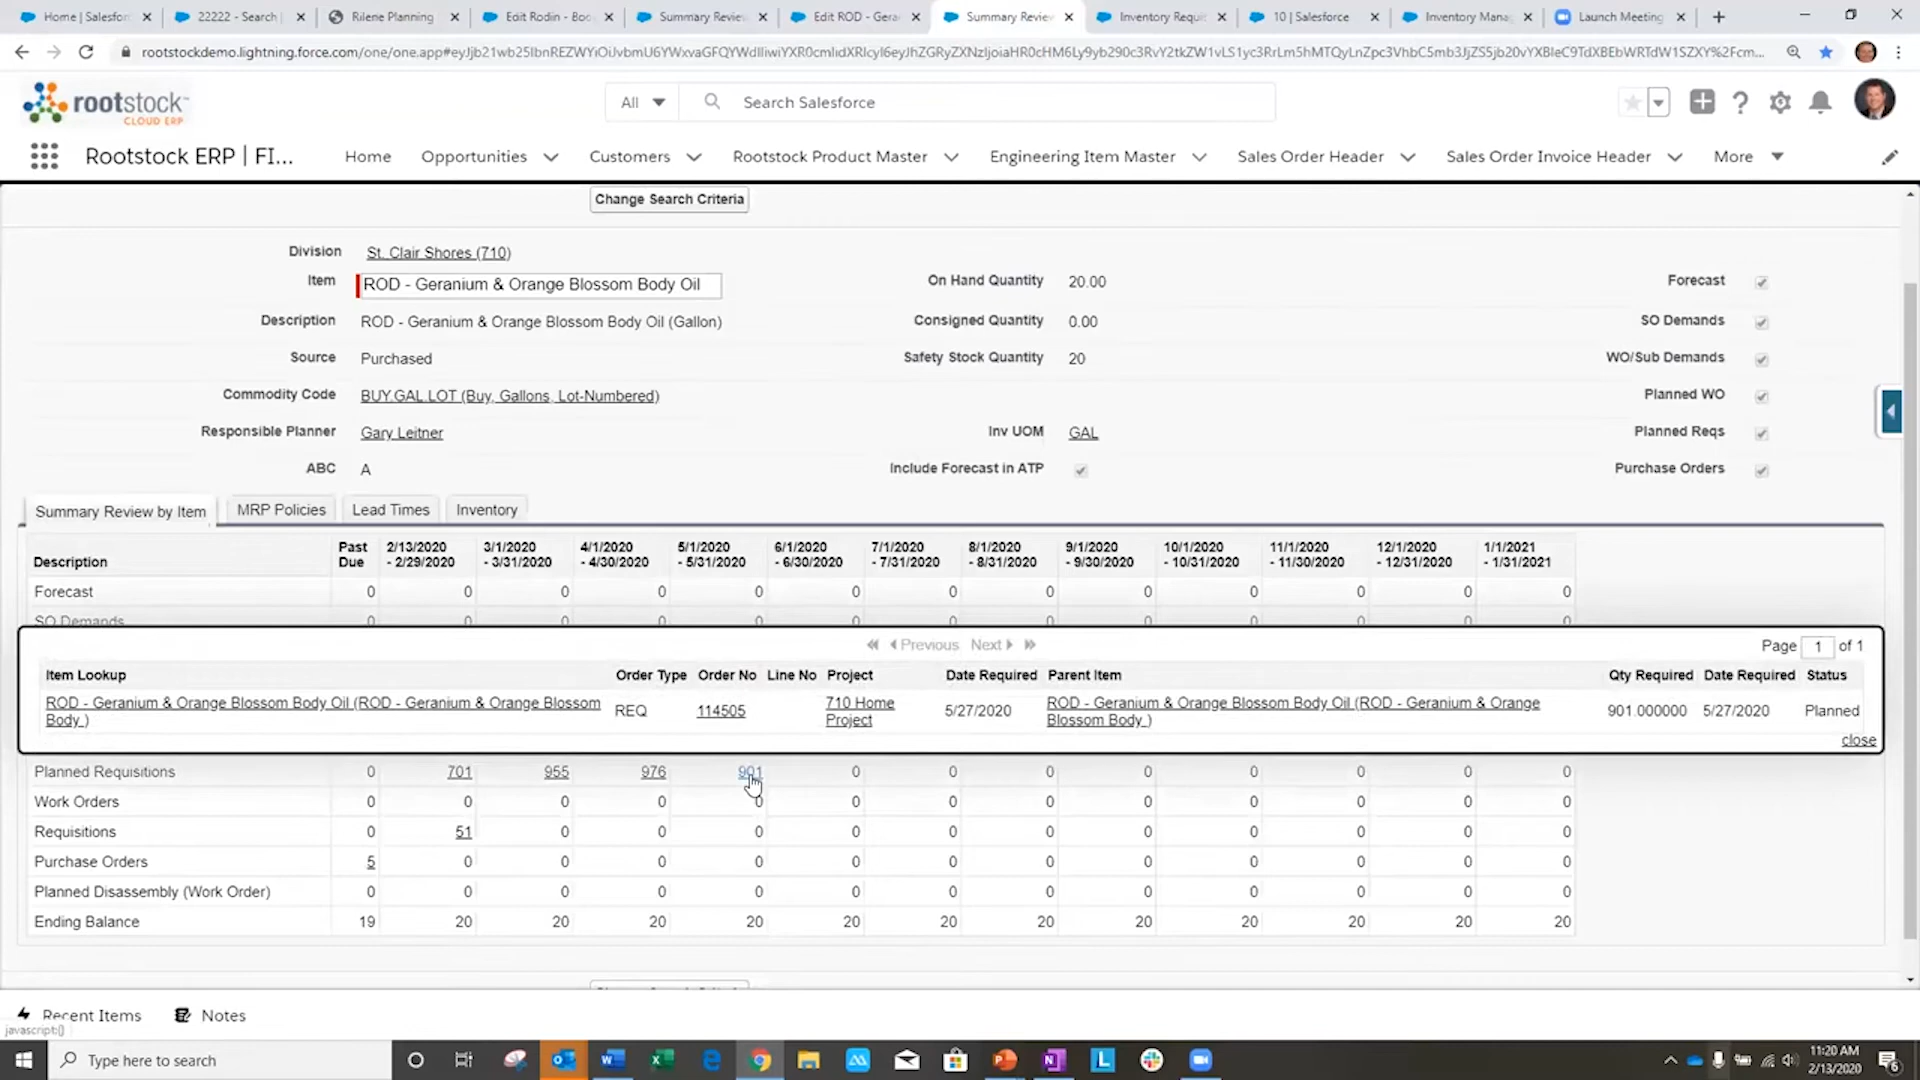 Home | Salesfor
22222 - Search |
Rilene Planning
Edit Rodin - Boo
Summary Review
Edit ROD - Gera
Summary Review
Inventory Requi
10 | Salesforce
Inventory Mana
Launch Meeting
rootstock
CLOUD ERP
All
Search Salesforce
Rootstock ERP | FI...
Home
Opportunities
Customers
Rootstock Product Master
Engineering Item Master
Sales Order Header
Sales Order Invoice Header
More
Change Search Criteria
Division St. Clair Shores (710)
Item ROD - Geranium & Orange Blossom Body Oil On Hand Quantity 20.00 Forecast
Description ROD - Geranium & Orange Blossom Body Oil (Gallon) Consigned Quantity 0.00 SO Demands
Source Purchased Safety Stock Quantity 20 WO/Sub Demands
Commodity Code BUY.GAL.LOT (Buy, Gallons, Lot-Numbered) Planned WO
Responsible Planner Gary Leitner Inv UOM GAL Planned Reqs
ABC A Include Forecast in ATP Purchase Orders
Summary Review by Item MRP Policies Lead Times Inventory
Description Past Due 2/13/2020 - 2/29/2020 3/1/2020 - 3/31/2020 4/1/2020 - 4/30/2020 5/1/2020 - 5/31/2020 6/1/2020 - 6/30/2020 7/1/2020 - 7/31/2020 8/1/2020 - 8/31/2020 9/1/2020 - 9/30/2020 10/1/2020 - 10/31/2020 11/1/2020 - 11/30/2020 12/1/2020 - 12/31/2020 1/1/2021 - 1/31/2021
Forecast 0 0 0 0 0 0 0 0 0 0 0 0 0
SO Demands 0 0 0 0 0 0 0 0 0 0 0 0 0
Previous Next Page 1 of 1
Item Lookup Order Type Order No Line No Project Date Required Parent Item Qty Required Date Required Status
ROD - Geranium & Orange Blossom Body Oil (ROD - Geranium & Orange Blossom Body ) REQ 114505 710 Home Project 5/27/2020 ROD - Geranium & Orange Blossom Body Oil (ROD - Geranium & Orange Blossom Body ) 901.000000 5/27/2020 Planned
close
Planned Requisitions 0 701 955 976 901 0 0 0 0 0 0 0 0
Work Orders 0 0 0 0 0 0 0 0 0 0 0 0 0
Requisitions 0 51 0 0 0 0 0 0 0 0 0 0 0
Purchase Orders 5 0 0 0 0 0 0 0 0 0 0 0 0
Planned Disassembly (Work Order) 0 0 0 0 0 0 0 0 0 0 0 0 0
Ending Balance 19 20 20 20 20 20 20 20 20 20 20 20 20
Recent Items
Notes
javascript:()
Type here to search
11:20 AM
2/13/2020
6